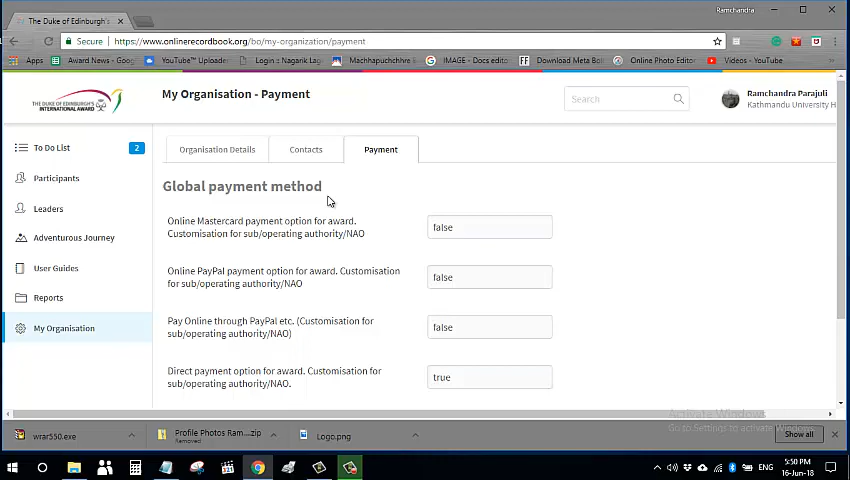 Ramchandra
The Duke of Edinburgh's
Secure
https://www.onlinerecordbook.org/bo/my-organization/payment
Apps
Award News - Goog
YouTube™ Uploader
Login :: Nagarik Lag
Machhapuchhchhre
IMAGE - Docs editor
Download Meta Bol
Online Photo Editor
Videos - YouTube
THE DUKE OF EDINBURGH'S
INTERNATIONAL AWARD
My Organisation - Payment
Search
Ramchandra Parajuli
Kathmandu University H
To Do List
2
Participants
Leaders
Adventurous Journey
User Guides
Reports
My Organisation
Organisation Details
Contacts
Payment
Global payment method
Online Mastercard payment option for award.
Customisation for sub/operating authority/NAO
false
Online PayPal payment option for award. Customisation
for sub/operating authority/NAO
false
Pay Online through PayPal etc. (Customisation for
sub/operating authority/NAO)
false
Direct payment option for award. Customisation for
sub/operating authority/NAO.
true
Activate Windows
Go to Settings to activate Windows.
wrar550.exe
Profile Photos Ram....zip
Removed
Logo.png
Show all
ENG
5:50 PM
16-Jun-18